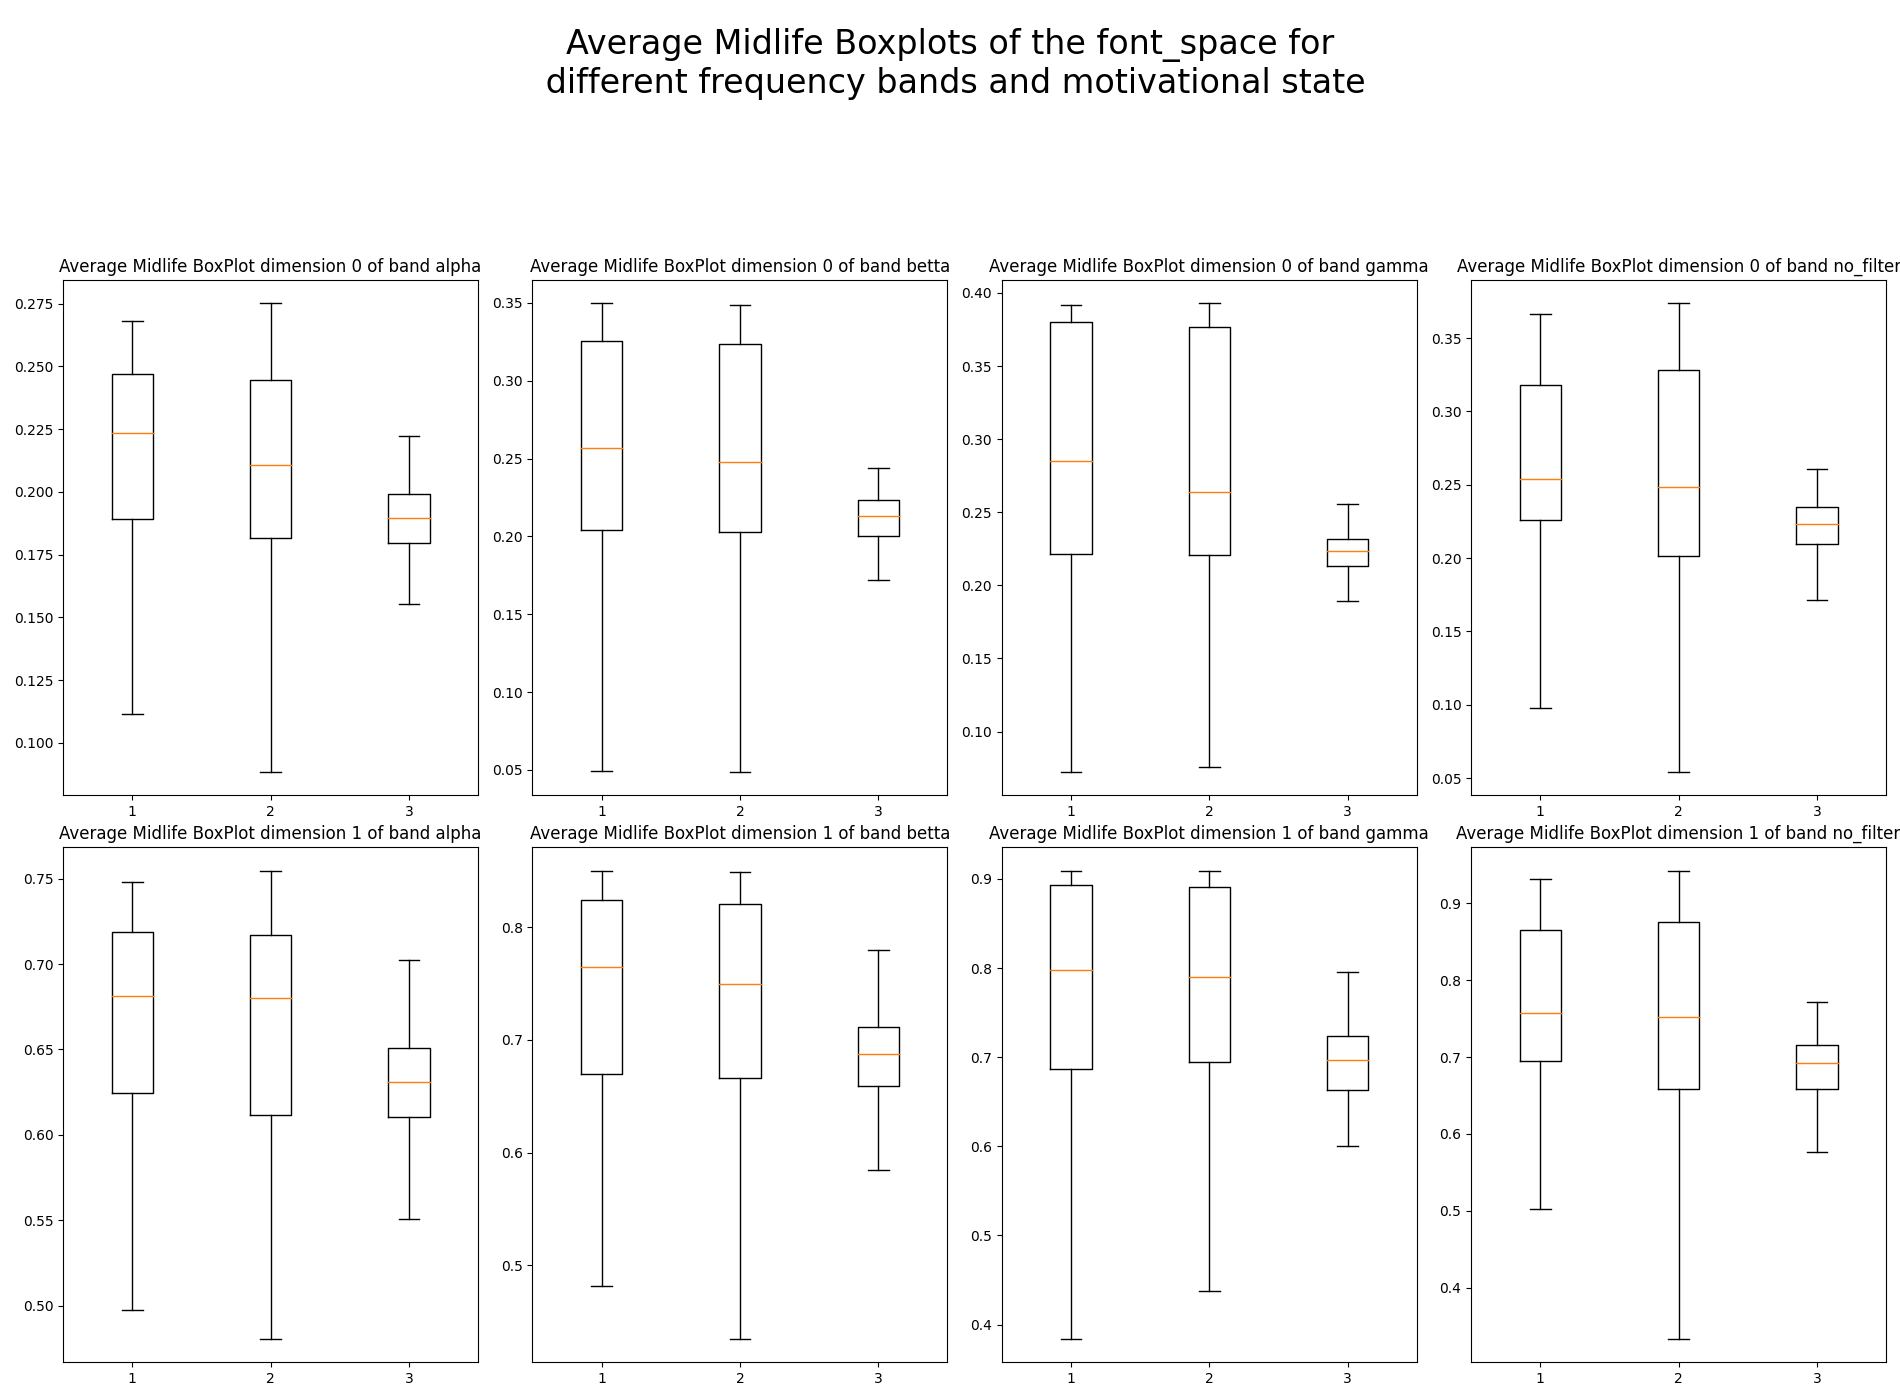 Average Midlife Boxplots of the font_space for
different frequency bands and motivational state
Average Midlife BoxPlot dimension 0 of band alpha
0.275
0.250
0.225
0.200
0.175
0.150
0.125
0.100
1 2 3
Average Midlife BoxPlot dimension 0 of band betta
0.35
0.30
0.25
0.20
0.15
0.10
0.05
1 2 3
Average Midlife BoxPlot dimension 0 of band gamma
0.40
0.35
0.30
0.25
0.20
0.15
0.10
1 2 3
Average Midlife BoxPlot dimension 0 of band no_filter
0.35
0.30
0.25
0.20
0.15
0.10
0.05
1 2 3
Average Midlife BoxPlot dimension 1 of band alpha
0.75
0.70
0.65
0.60
0.55
0.50
1 2 3
Average Midlife BoxPlot dimension 1 of band betta
0.8
0.7
0.6
0.5
1 2 3
Average Midlife BoxPlot dimension 1 of band gamma
0.9
0.8
0.7
0.6
0.5
0.4
1 2 3
Average Midlife BoxPlot dimension 1 of band no_filter
0.9
0.8
0.7
0.6
0.5
0.4
1 2 3